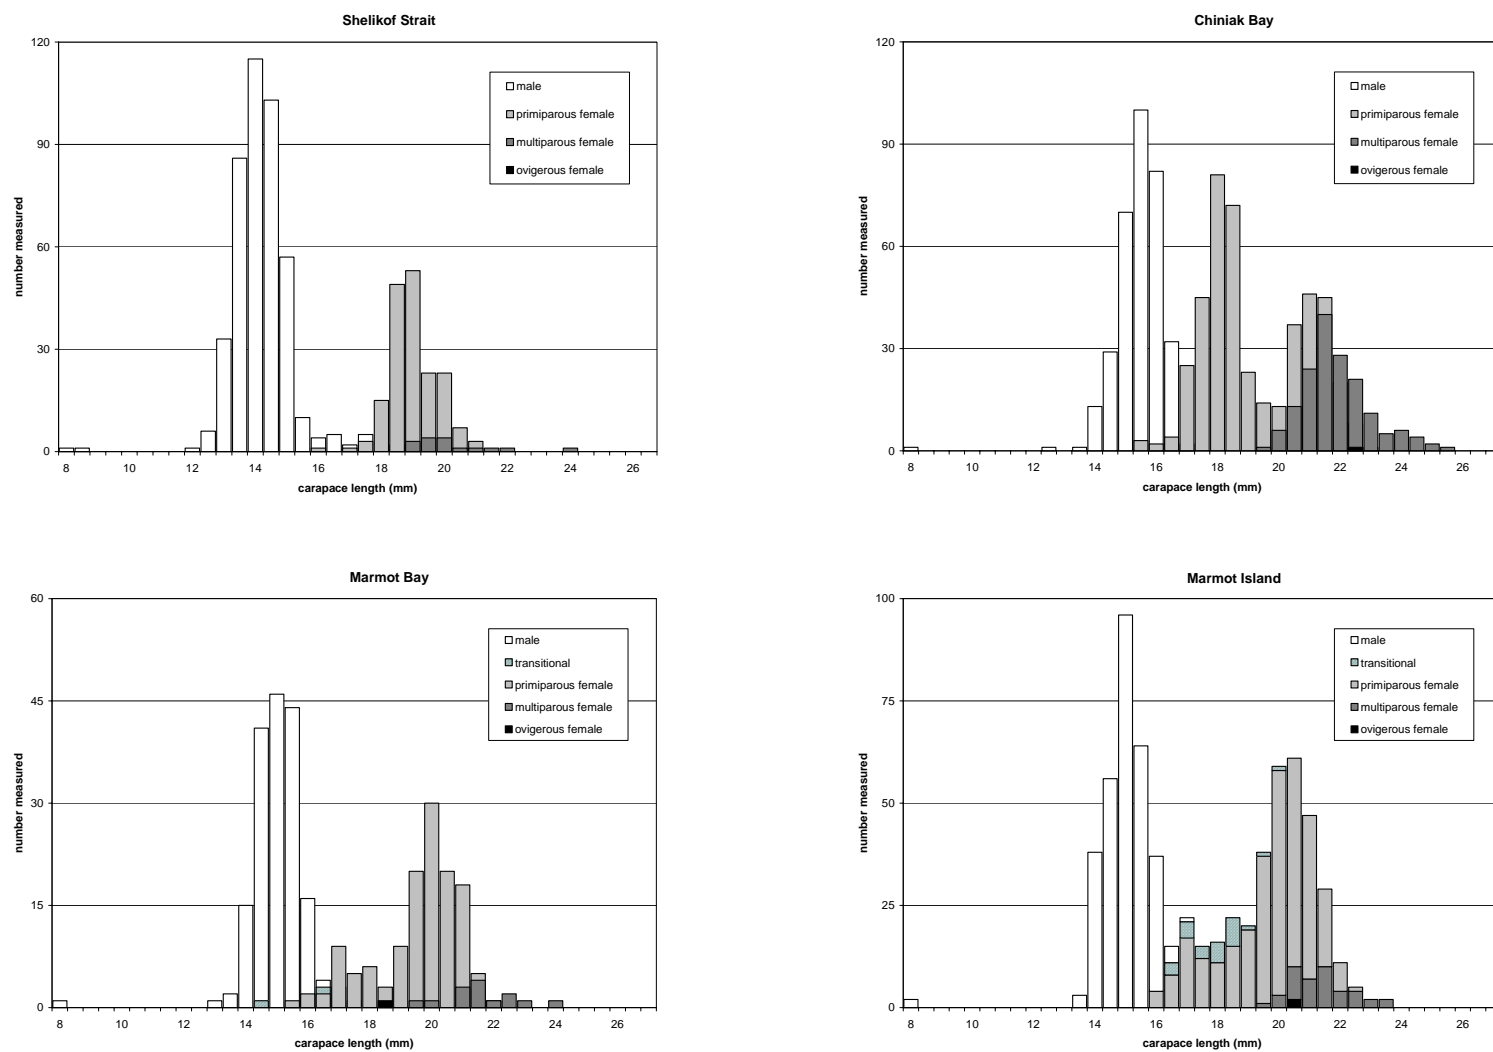 Shelikof Strait
120
90
60
30
0
number measured
male
primiparous female
multiparous female
ovigerous female
8 10 12 14 16 18 20 22 24 26
carapace length (mm)
Chiniak Bay
120
90
60
30
0
number measured
male
primiparous female
multiparous female
ovigerous female
8 10 12 14 16 18 20 22 24 26
carapace length (mm)
Marmot Bay
60
45
30
15
0
number measured
male
transitional
primiparous female
multiparous female
ovigerous female
8 10 12 14 16 18 20 22 24 26
carapace length (mm)
Marmot Island
100
75
50
25
0
number measured
male
transitional
primiparous female
multiparous female
ovigerous female
8 10 12 14 16 18 20 22 24 26
carapace length (mm)